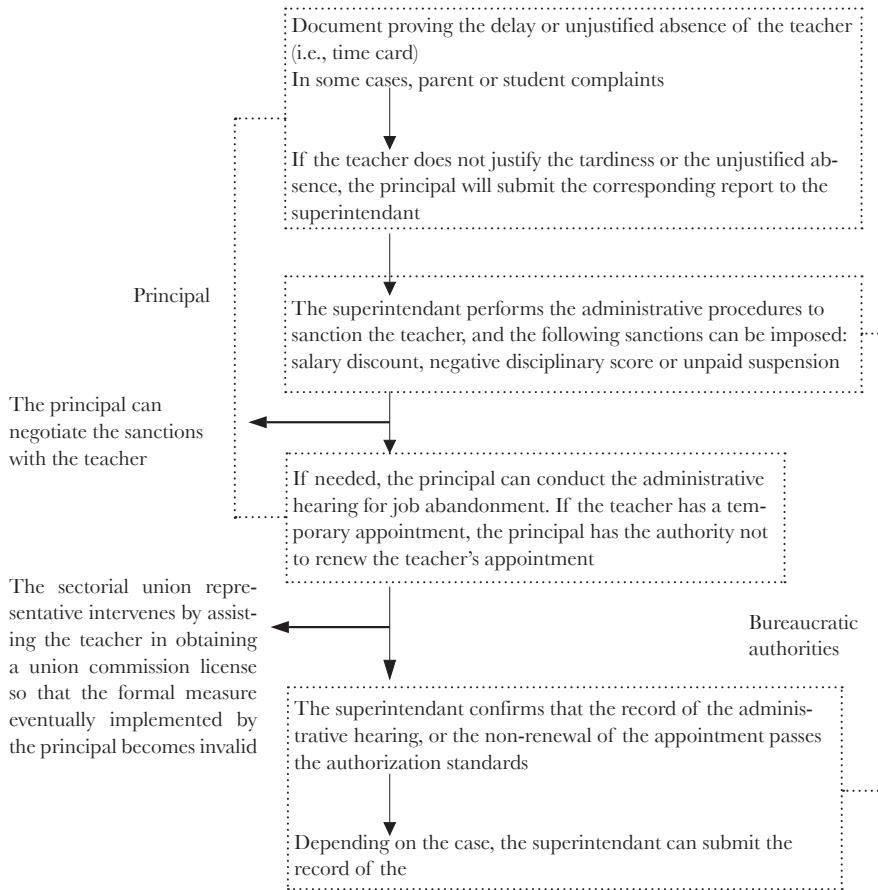 Document proving the delay or unjustified absence of the teacher
(i.e., time card)
In some cases, parent or student complaints
If the teacher does not justify the tardiness or the unjustified ab-
sence, the principal will submit the corresponding report to the
superintendant
Principal
The superintendant performs the administrative procedures to
sanction the teacher, and the following sanctions can be imposed:
salary discount, negative disciplinary score or unpaid suspension
The principal can
negotiate the sanctions
with the teacher
If needed, the principal can conduct the administrative
hearing for job abandonment. If the teacher has a tem-
porary appointment, the principal has the authority not
to renew the teacher's appointment
The sectorial union repre-
sentative intervenes by assist-
ing the teacher in obtaining
a union commission license
so that the formal measure
eventually implemented by
the principal becomes invalid
Bureaucratic
authorities
The superintendant confirms that the record of the adminis-
trative hearing, or the non-renewal of the appointment passes
the authorization standards
Depending on the case, the superintendant can submit the
record of the